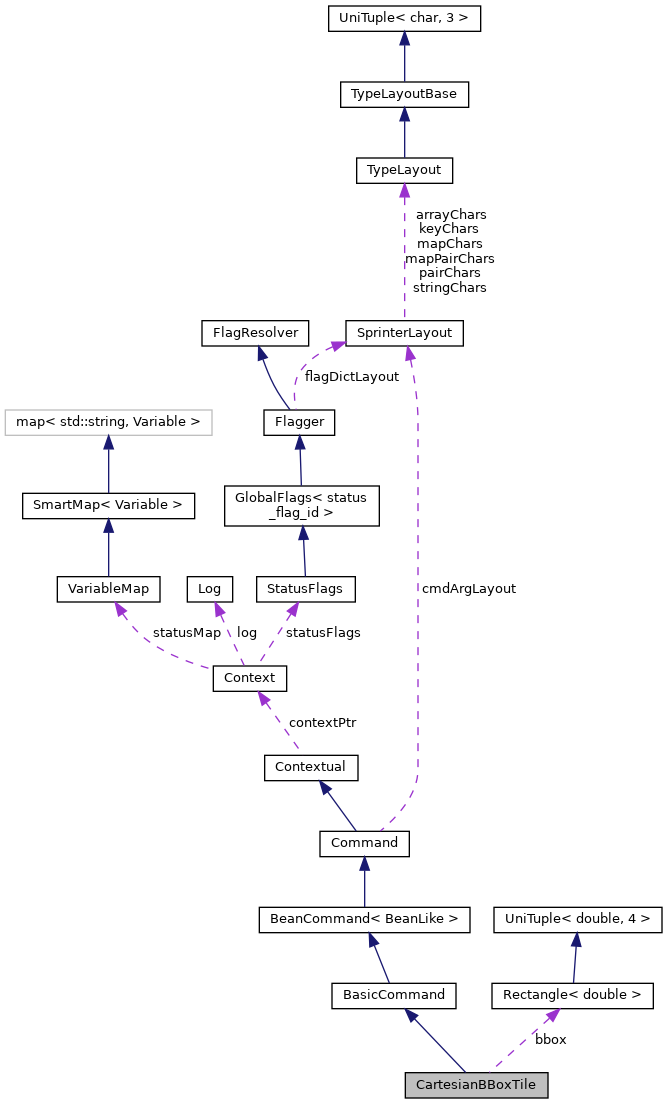 UniTuple< char, 3 >
TypeLayoutBase
TypeLayout
arrayChars
keyChars
mapChars
mapPairChars
pairChars
stringChars
FlagResolver
SprinterLayout
flagDictLayout
map< std::string, Variable >
Flagger
SmartMap< Variable >
GlobalFlags< status
_flag_id >
VariableMap
Log
StatusFlags
cmdArgLayout
statusMap
log
statusFlags
Context
contextPtr
Contextual
Command
BeanCommand< BeanLike >
UniTuple< double, 4 >
BasicCommand
Rectangle< double >
bbox
CartesianBBoxTile